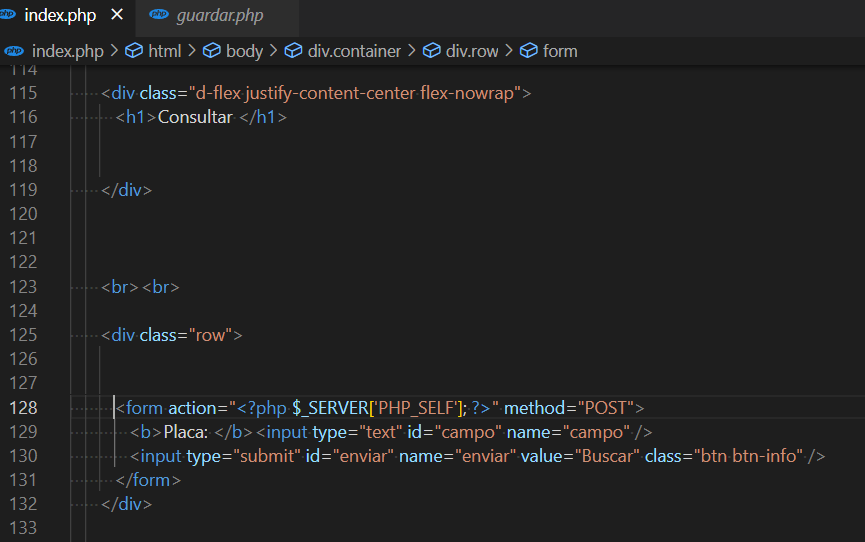 index.php × guardar.php
index.php > html > body > div.container > div.row > form
114
115 <div class="d-flex justify-content-center flex-nowrap">
116 <h1>Consultar </h1>
117
118
119 </div>
120
121
122
123 <br><br>
124
125 <div class="row">
126
127
128 <form action="<?php $_SERVER['PHP_SELF']; ?>" method="POST">
129 <b>Placa: </b><input type="text" id="campo" name="campo" />
130 <input type="submit" id="enviar" name="enviar" value="Buscar" class="btn btn-info" />
131 </form>
132 </div>
133